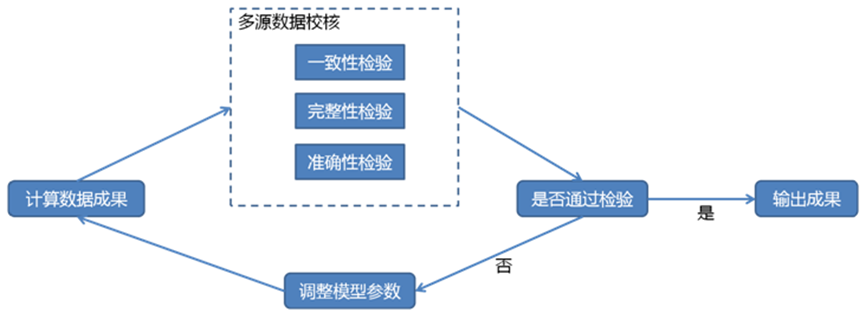 多源数据校核
一致性检验
完整性检验
准确性检验
计算数据成果
是否通过检验
是
输出成果
否
调整模型参数